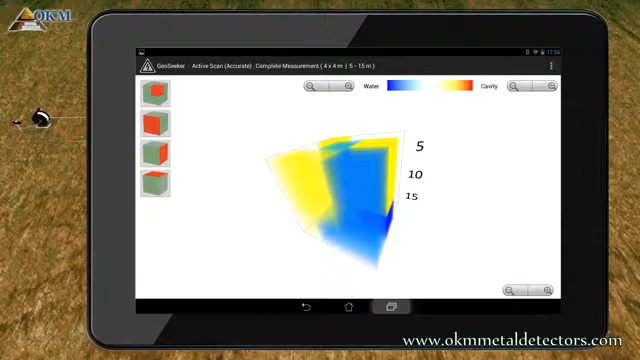 OKM
17:56
GeoSeeker - Active Scan (Accurate) , Complete Measurement ( 4 x 4 m | 5 - 15 m )
Water
Cavity
5
10
15
www.okmmetaldetectors.com